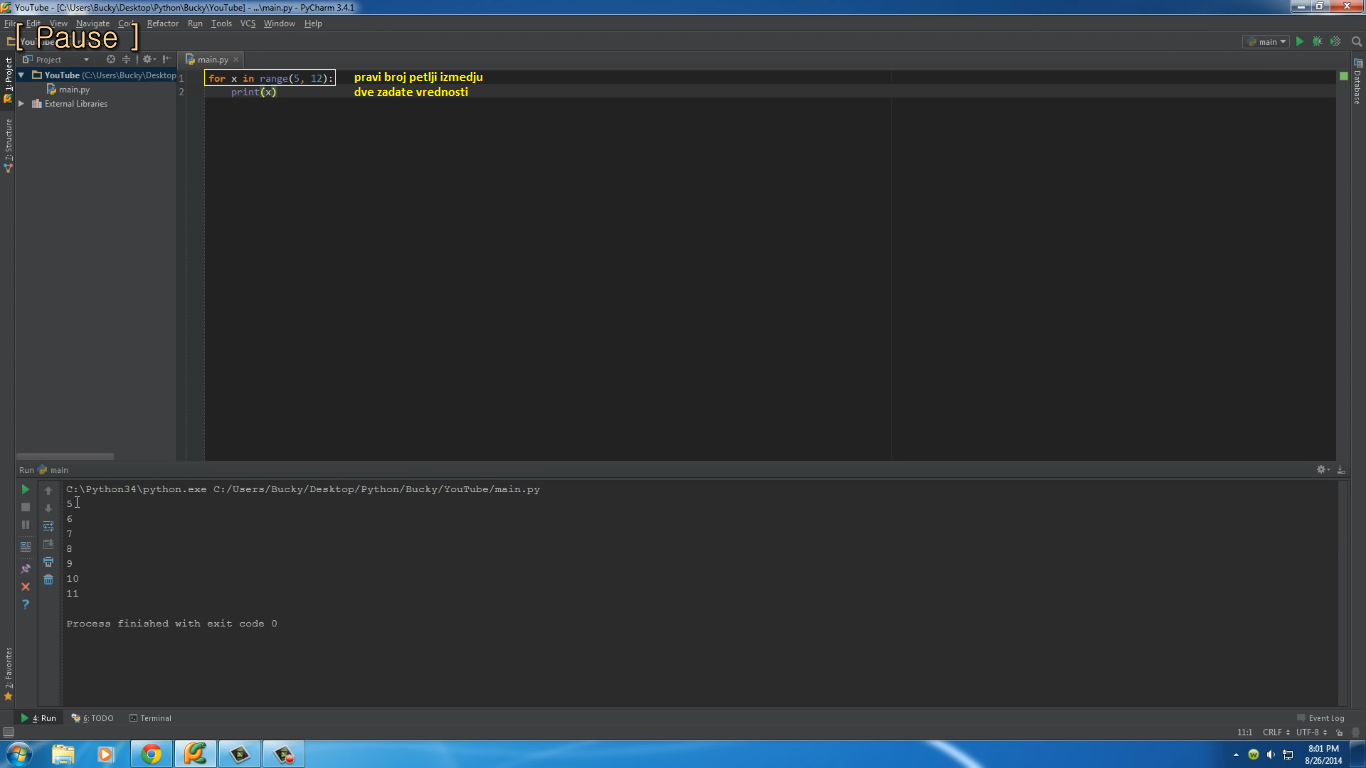 YouTube - [C:\Users\Bucky\Desktop\Python\Bucky\YouTube] - ...\main.py - PyCharm 3.4.1
File Edit View Navigate Refactor Run Tools VCS Window Help
[ Pause ]
main
Project
main.py
1: Project
YouTube (C:\Users\Bucky\Desktop
main.py
External Libraries
1 for x in range(5, 12): pravi broj petlji izmedju
2 print(x) dve zadate vrednosti
Database
Structure
Run main
C:\Python34\python.exe C:/Users/Bucky/Desktop/Python/Bucky/YouTube/main.py
5
6
7
8
9
10
11
Process finished with exit code 0
2: Favorites
4: Run 6: TODO Terminal Event Log
11:1 CRLF UTF-8
8:01 PM
8/26/2014